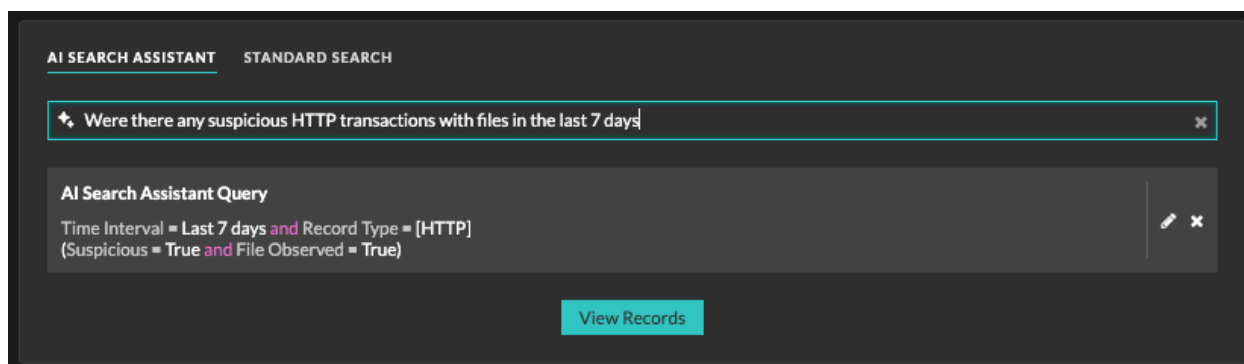 AI SEARCH ASSISTANT STANDARD SEARCH
Were there any suspicious HTTP transactions with files in the last 7 days
AI Search Assistant Query
Time Interval = Last 7 days and Record Type = [HTTP]
(Suspicious = True and File Observed = True)
View Records